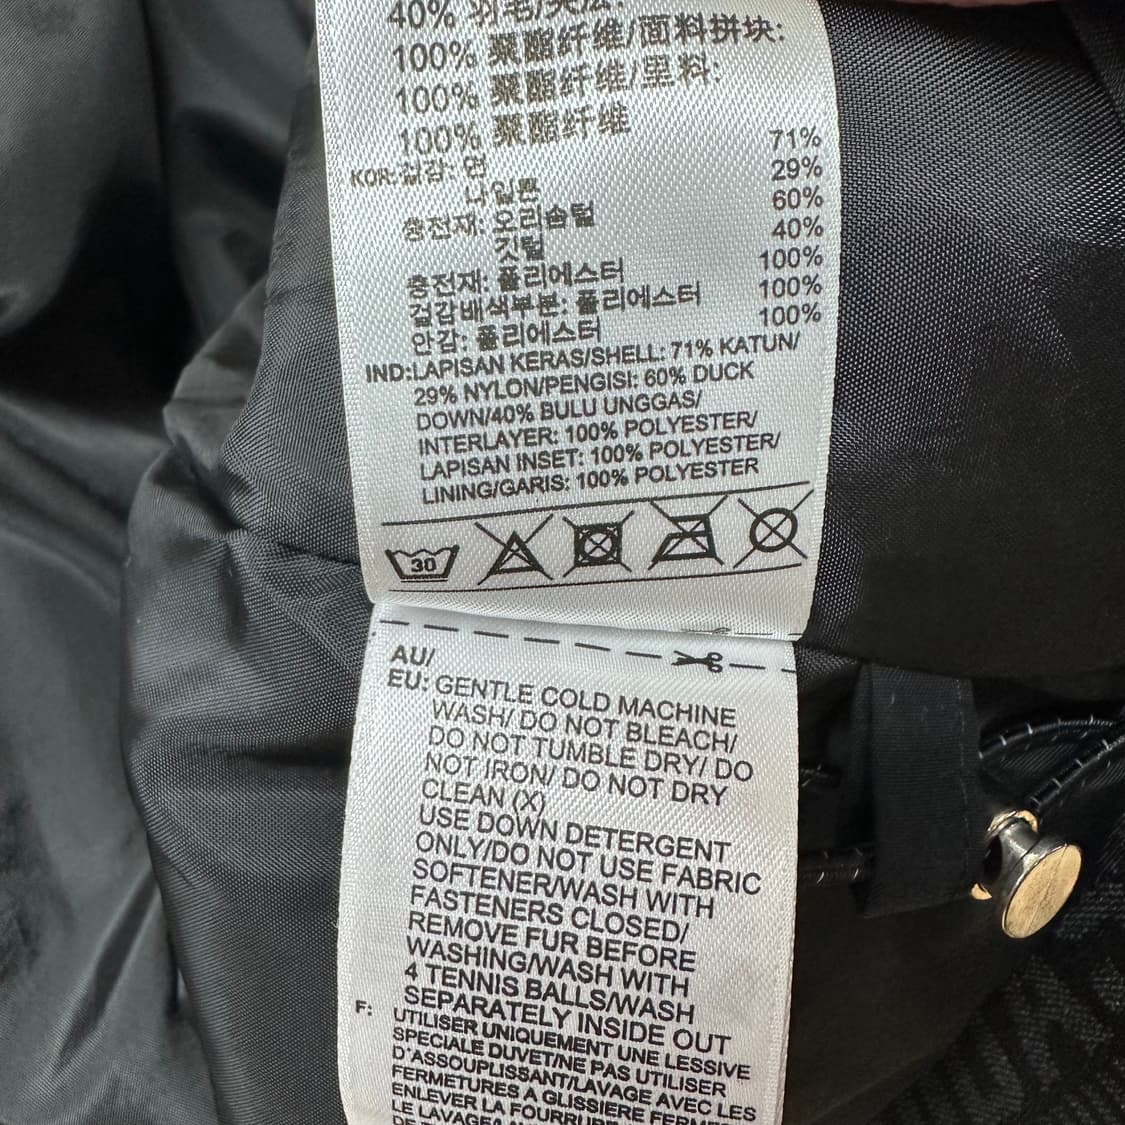 40% 羽毛/夹层:
100% 聚酯纤维/面料拼块:
100% 聚酯纤维/里料:
100% 聚酯纤维
KOR: 겉감: 면 71%
나일론 29%
충전재: 오리솜털 60%
깃털 40%
충전재: 폴리에스터 100%
겉감배색부분: 폴리에스터 100%
안감: 폴리에스터 100%
IND:LAPISAN KERAS/SHELL: 71% KATUN/
29% NYLON/PENGISI: 60% DUCK
DOWN/40% BULU UNGGAS/
INTERLAYER: 100% POLYESTER/
LAPISAN INSET: 100% POLYESTER/
LINING/GARIS: 100% POLYESTER
30
AU/
EU: GENTLE COLD MACHINE
WASH/ DO NOT BLEACH/
DO NOT TUMBLE DRY/ DO
NOT IRON/ DO NOT DRY
CLEAN (X)
USE DOWN DETERGENT
ONLY/DO NOT USE FABRIC
SOFTENER/WASH WITH
FASTENERS CLOSED/
REMOVE FUR BEFORE
WASHING/WASH WITH
4 TENNIS BALLS/WASH
SEPARATELY INSIDE OUT
F: UTILISER UNIQUEMENT UNE LESSIVE
SPECIALE DUVET/NE PAS UTILISER
D'ASSOUPLISSANT/LAVAGE AVEC LES
FERMETURES A GLISSIERE
ENLEVER LA FOURRURE
LE